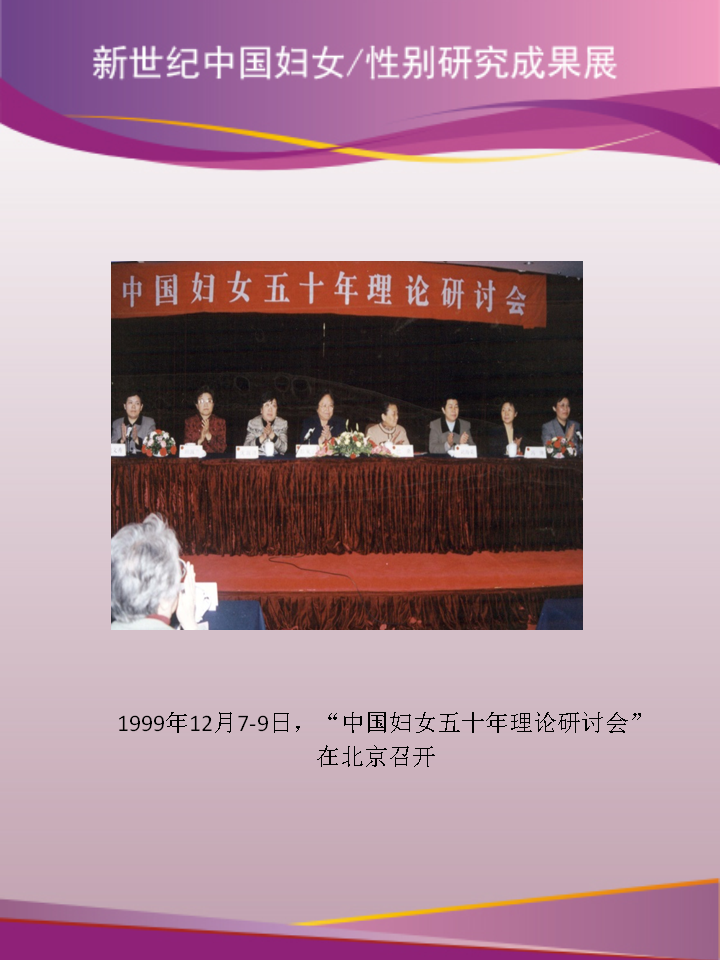 新世纪中国妇女/性别研究成果展
中国妇女五十年理论研讨会
1999年12月7-9日，“中国妇女五十年理论研讨会”
在北京召开